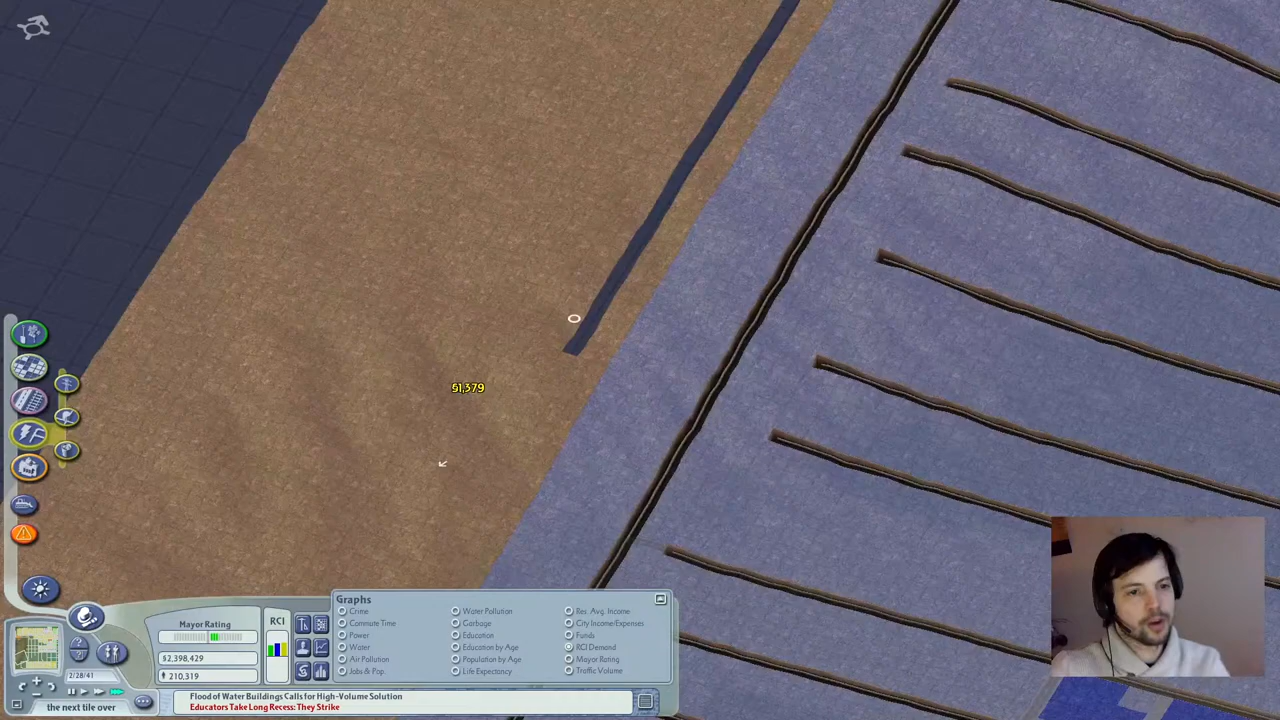 §1,379
Graphs
Crime
Water Pollution
Res. Avg. Income
Commute Time
Garbage
City Income/Expenses
Power
Education
Funds
Water
Education by Age
RCI Demand
Air Pollution
Population by Age
Mayor Rating
Jobs & Pop.
Life Expectancy
Traffic Volume
Mayor Rating
RCI
§2,398,429
210,319
2/28/41
the next tile over
Flood of Water Buildings Calls for High-Volume Solution
Educators Take Long Recess: They Strike